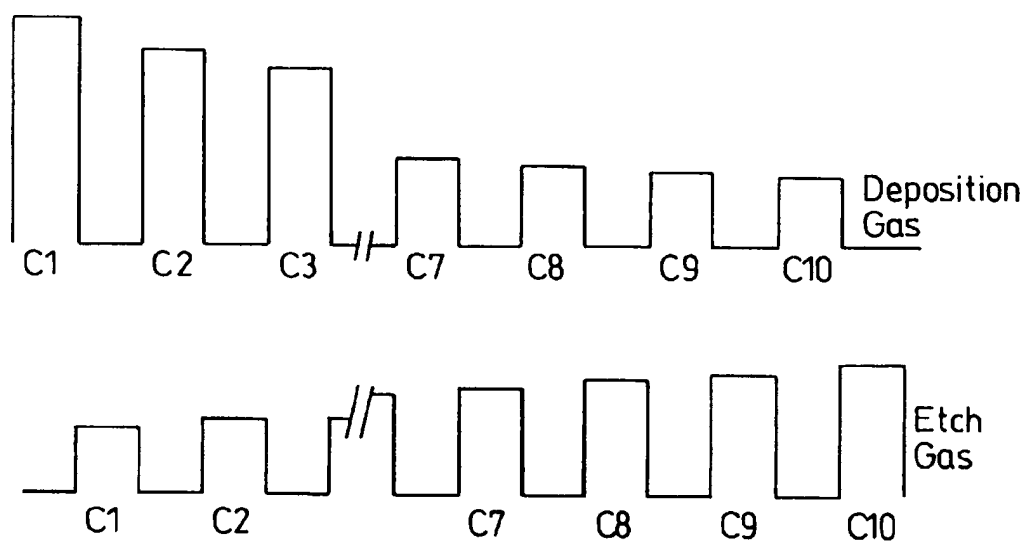 Deposition
Gas
C1 C2 C3 C7 C8 C9 C10
Etch
Gas
C1 C2 C7 C8 C9 C10